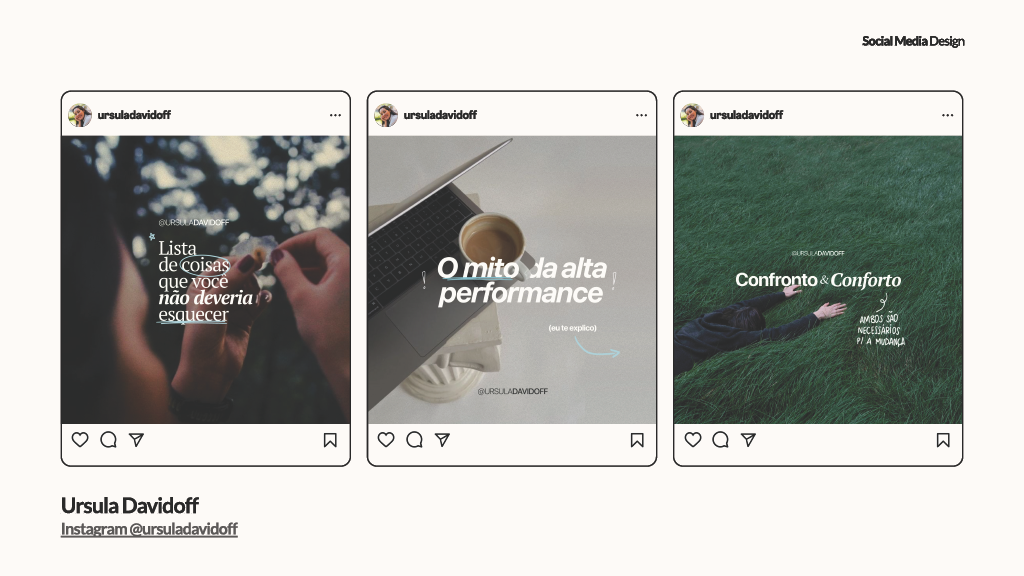 Social Media Design
ursuladavidoff
@URSULADAVIDOFF
Lista
de coisas
que você
não deveria
esquecer
ursuladavidoff
! O mito da alta !
performance
(eu te explico)
@URSULADAVIDOFF
ursuladavidoff
@URSULADAVIDOFF
Confronto & Conforto
AMBOS SÃO
NECESSÁRIOS
P/ A MUDANÇA
Ursula Davidoff
Instagram @ursuladavidoff